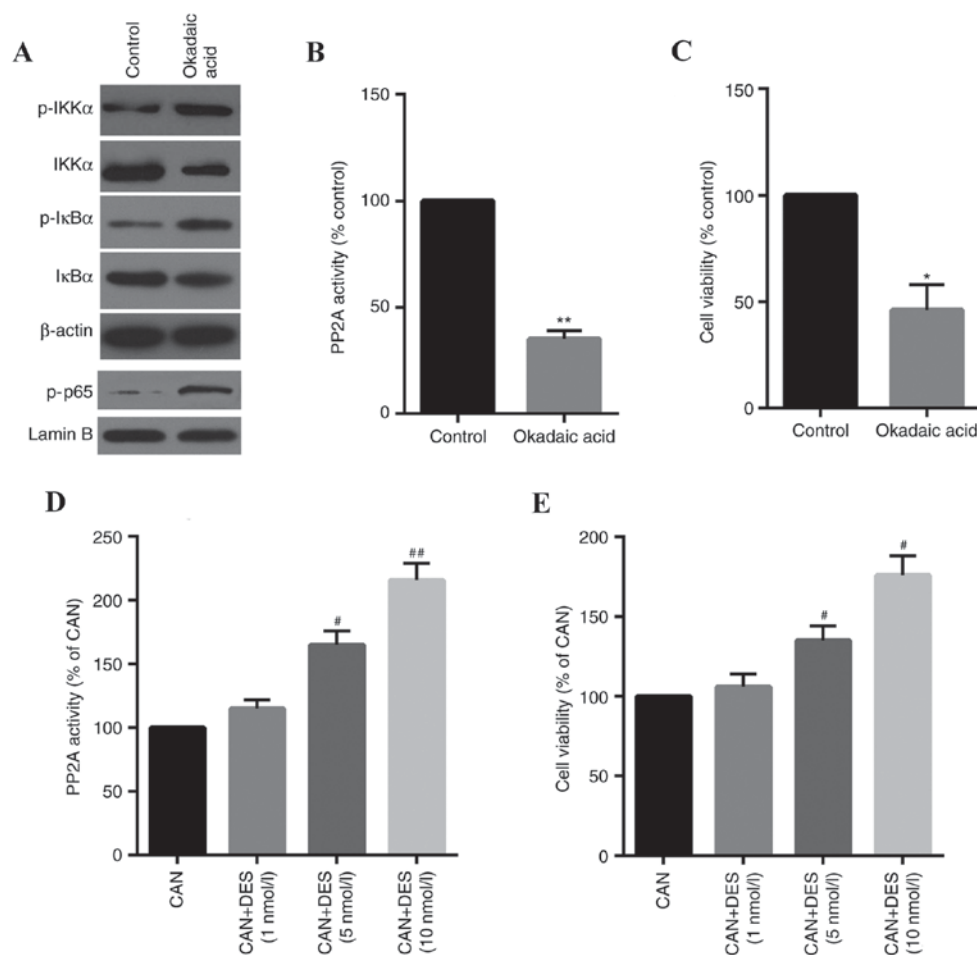 A
Control
Okadaic
acid
p-IKKα
IKKα
p-IκBα
IκBα
β-actin
p-p65
Lamin B
B
PP2A activity (% control)
150
100
50
0
**
Control
Okadaic acid
C
Cell viability (% control)
150
100
50
0
*
Control
Okadaic acid
D
PP2A activity (% of CAN)
250
200
150
100
50
0
#
##
CAN
CAN+DES
(1 nmol/l)
CAN+DES
(5 nmol/l)
CAN+DES
(10 nmol/l)
E
Cell viability (% of CAN)
200
150
100
50
0
#
#
CAN
CAN+DES
(1 nmol/l)
CAN+DES
(5 nmol/l)
CAN+DES
(10 nmol/l)